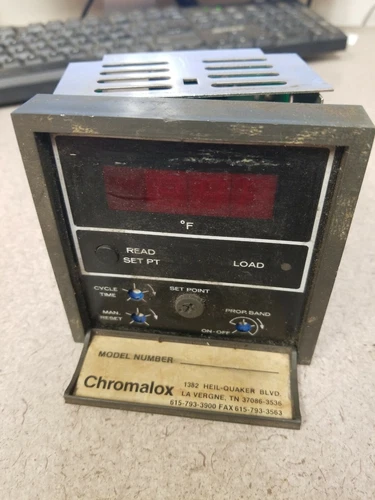 °F
READ
SET PT
LOAD
CYCLE
TIME
SET POINT
MAN.
RESET
PROP. BAND
ON-OFF
MODEL NUMBER
Chromalox
1382 HEIL-QUAKER BLVD.
LA VERGNE, TN 37086-3536
615-793-3900 FAX 615-793-3563